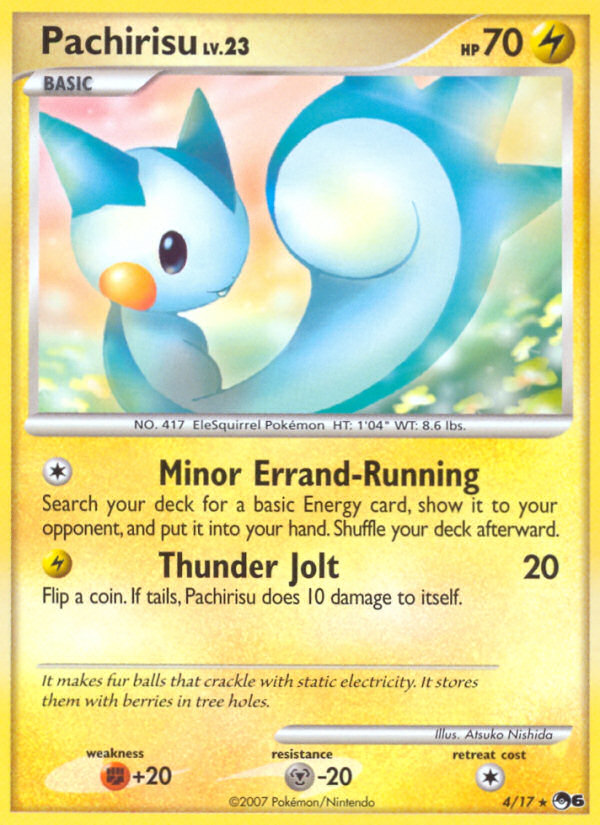 Pachirisu LV.23
HP 70
BASIC
NO. 417 EleSquirrel Pokémon HT: 1'04" WT: 8.6 lbs.
Minor Errand-Running
Search your deck for a basic Energy card, show it to your
opponent, and put it into your hand. Shuffle your deck afterward.
Thunder Jolt 20
Flip a coin. If tails, Pachirisu does 10 damage to itself.
It makes fur balls that crackle with static electricity. It stores
them with berries in tree holes.
Illus. Atsuko Nishida
weakness resistance retreat cost
+20 -20
©2007 Pokémon/Nintendo 4/17 ★ 6